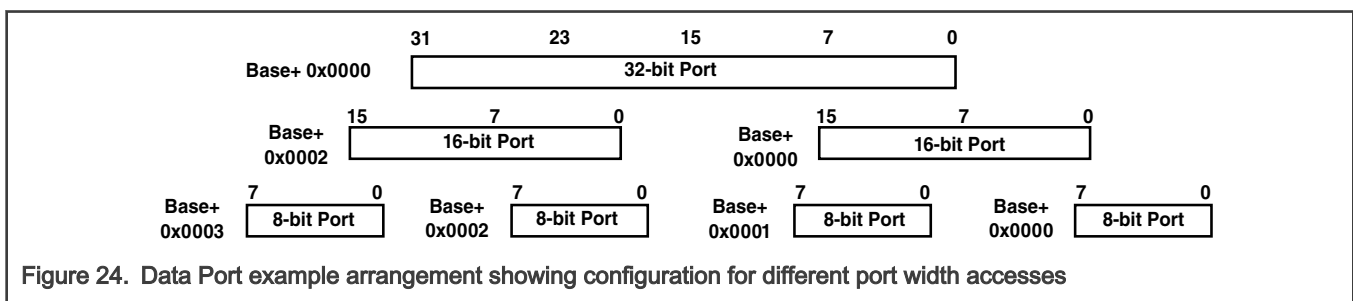 31 23 15 7 0
Base+ 0x0000 32-bit Port
15 7 0 15 7 0
Base+ 16-bit Port Base+ 16-bit Port
0x0002 0x0000
7 0 7 0 7 0 7 0
Base+ 8-bit Port Base+ 8-bit Port Base+ 8-bit Port Base+ 8-bit Port
0x0003 0x0002 0x0001 0x0000
Figure 24. Data Port example arrangement showing configuration for different port width accesses